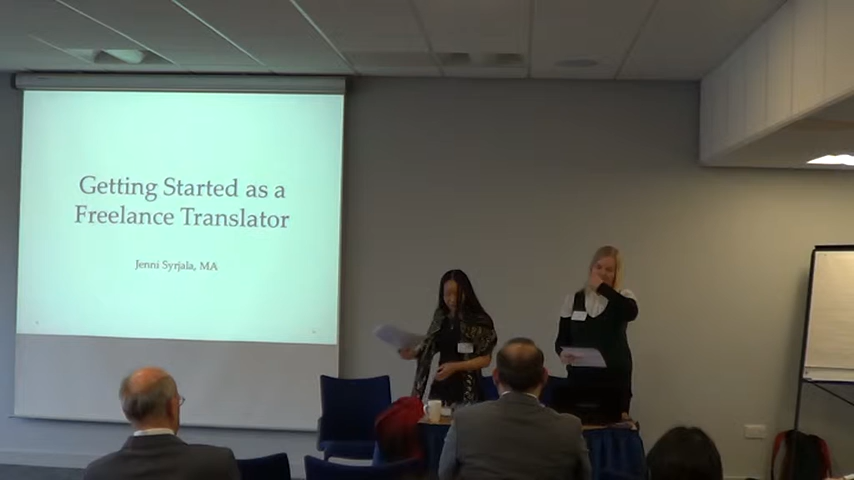 Getting Started as a
Freelance Translator
Jenni Syrjala, MA